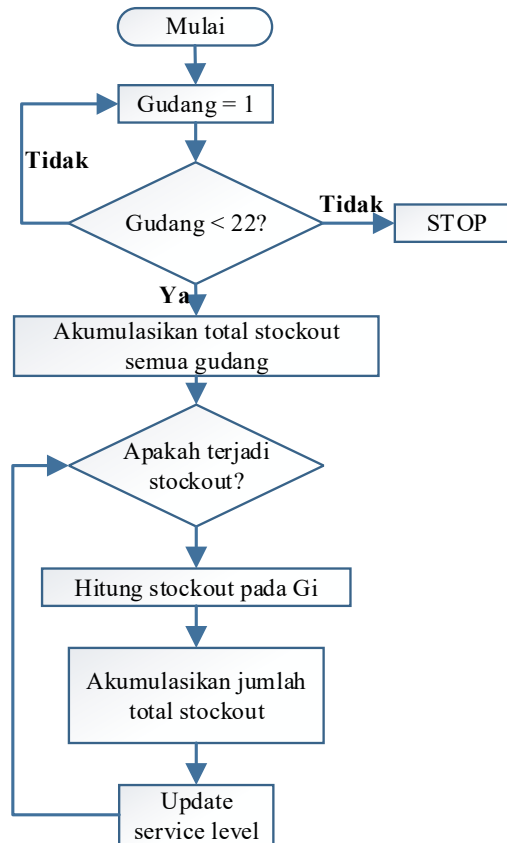 Mulai
Gudang = 1
Tidak
Gudang < 22?
Tidak
STOP
Ya
Akumulasikan total stockout
semua gudang
Apakah terjadi
stockout?
Hitung stockout pada Gi
Akumulasikan jumlah
total stockout
Update
service level